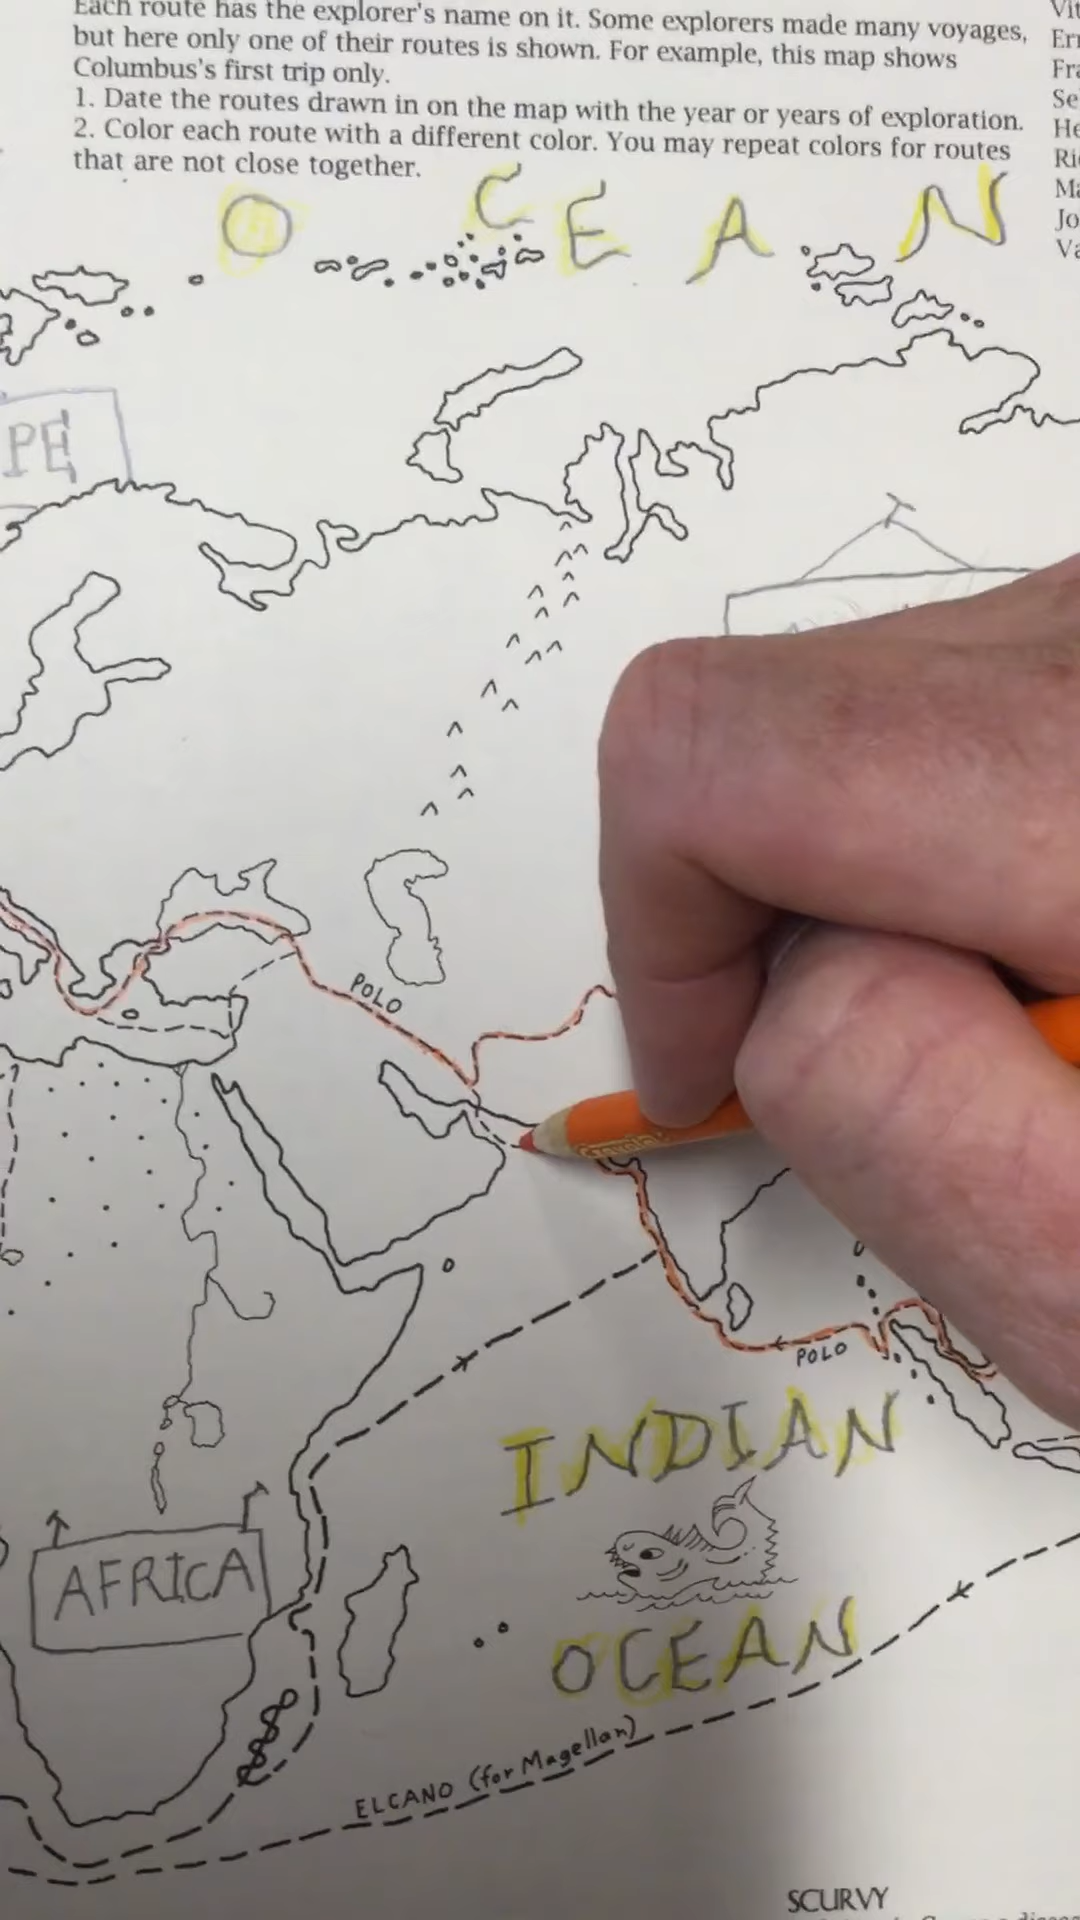 Each route has the explorer's name on it. Some explorers made many voyages,
but here only one of their routes is shown. For example, this map shows
Columbus's first trip only.
1. Date the routes drawn in on the map with the year or years of exploration.
2. Color each route with a different color. You may repeat colors for routes
that are not close together.
OCEAN
PE
POLO
Crayola
POLO
INDIAN
AFRICA
OCEAN
ELCANO (for Magellan)
SCURVY